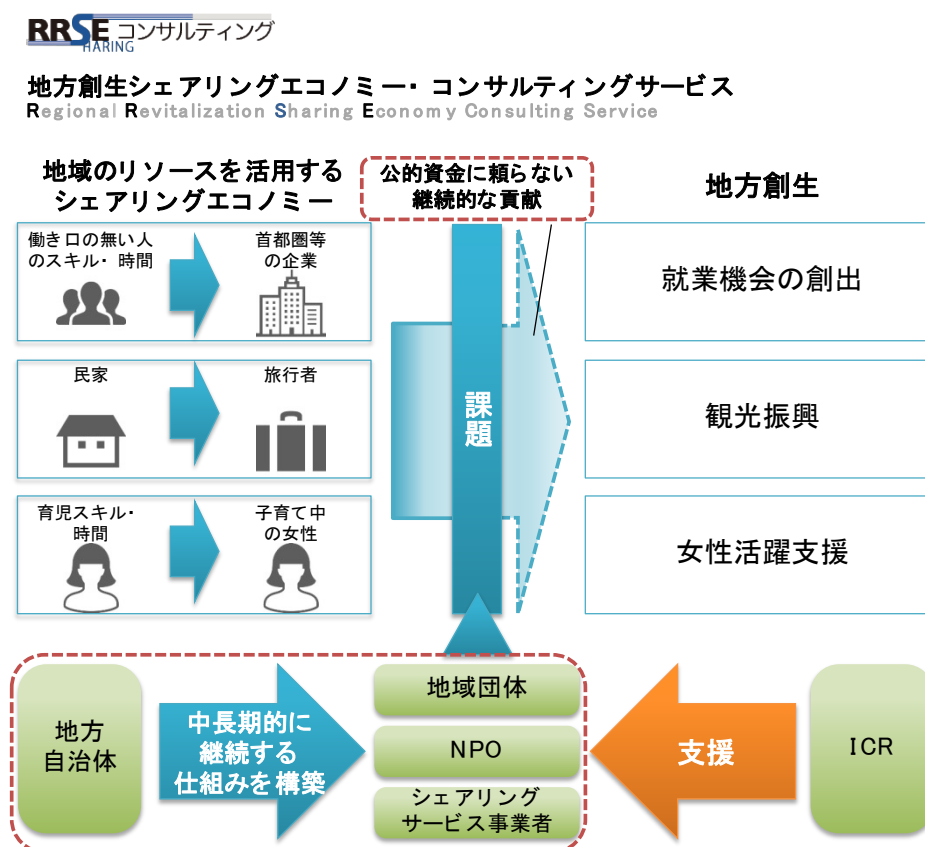 RRSE コンサルティング
HARING
地方創生シェアリングエコノミー・コンサルティングサービス
Regional Revitalization Sharing Economy Consulting Service
地域のリソースを活用する
シェアリングエコノミー
公的資金に頼らない
継続的な貢献
地方創生
働き口の無い人
のスキル・時間
首都圏等
の企業
就業機会の創出
民家
旅行者
観光振興
課題
育児スキル・
時間
子育て中
の女性
女性活躍支援
地方
自治体
中長期的に
継続する
仕組みを構築
地域団体
NPO
シェアリング
サービス事業者
支援
ICR